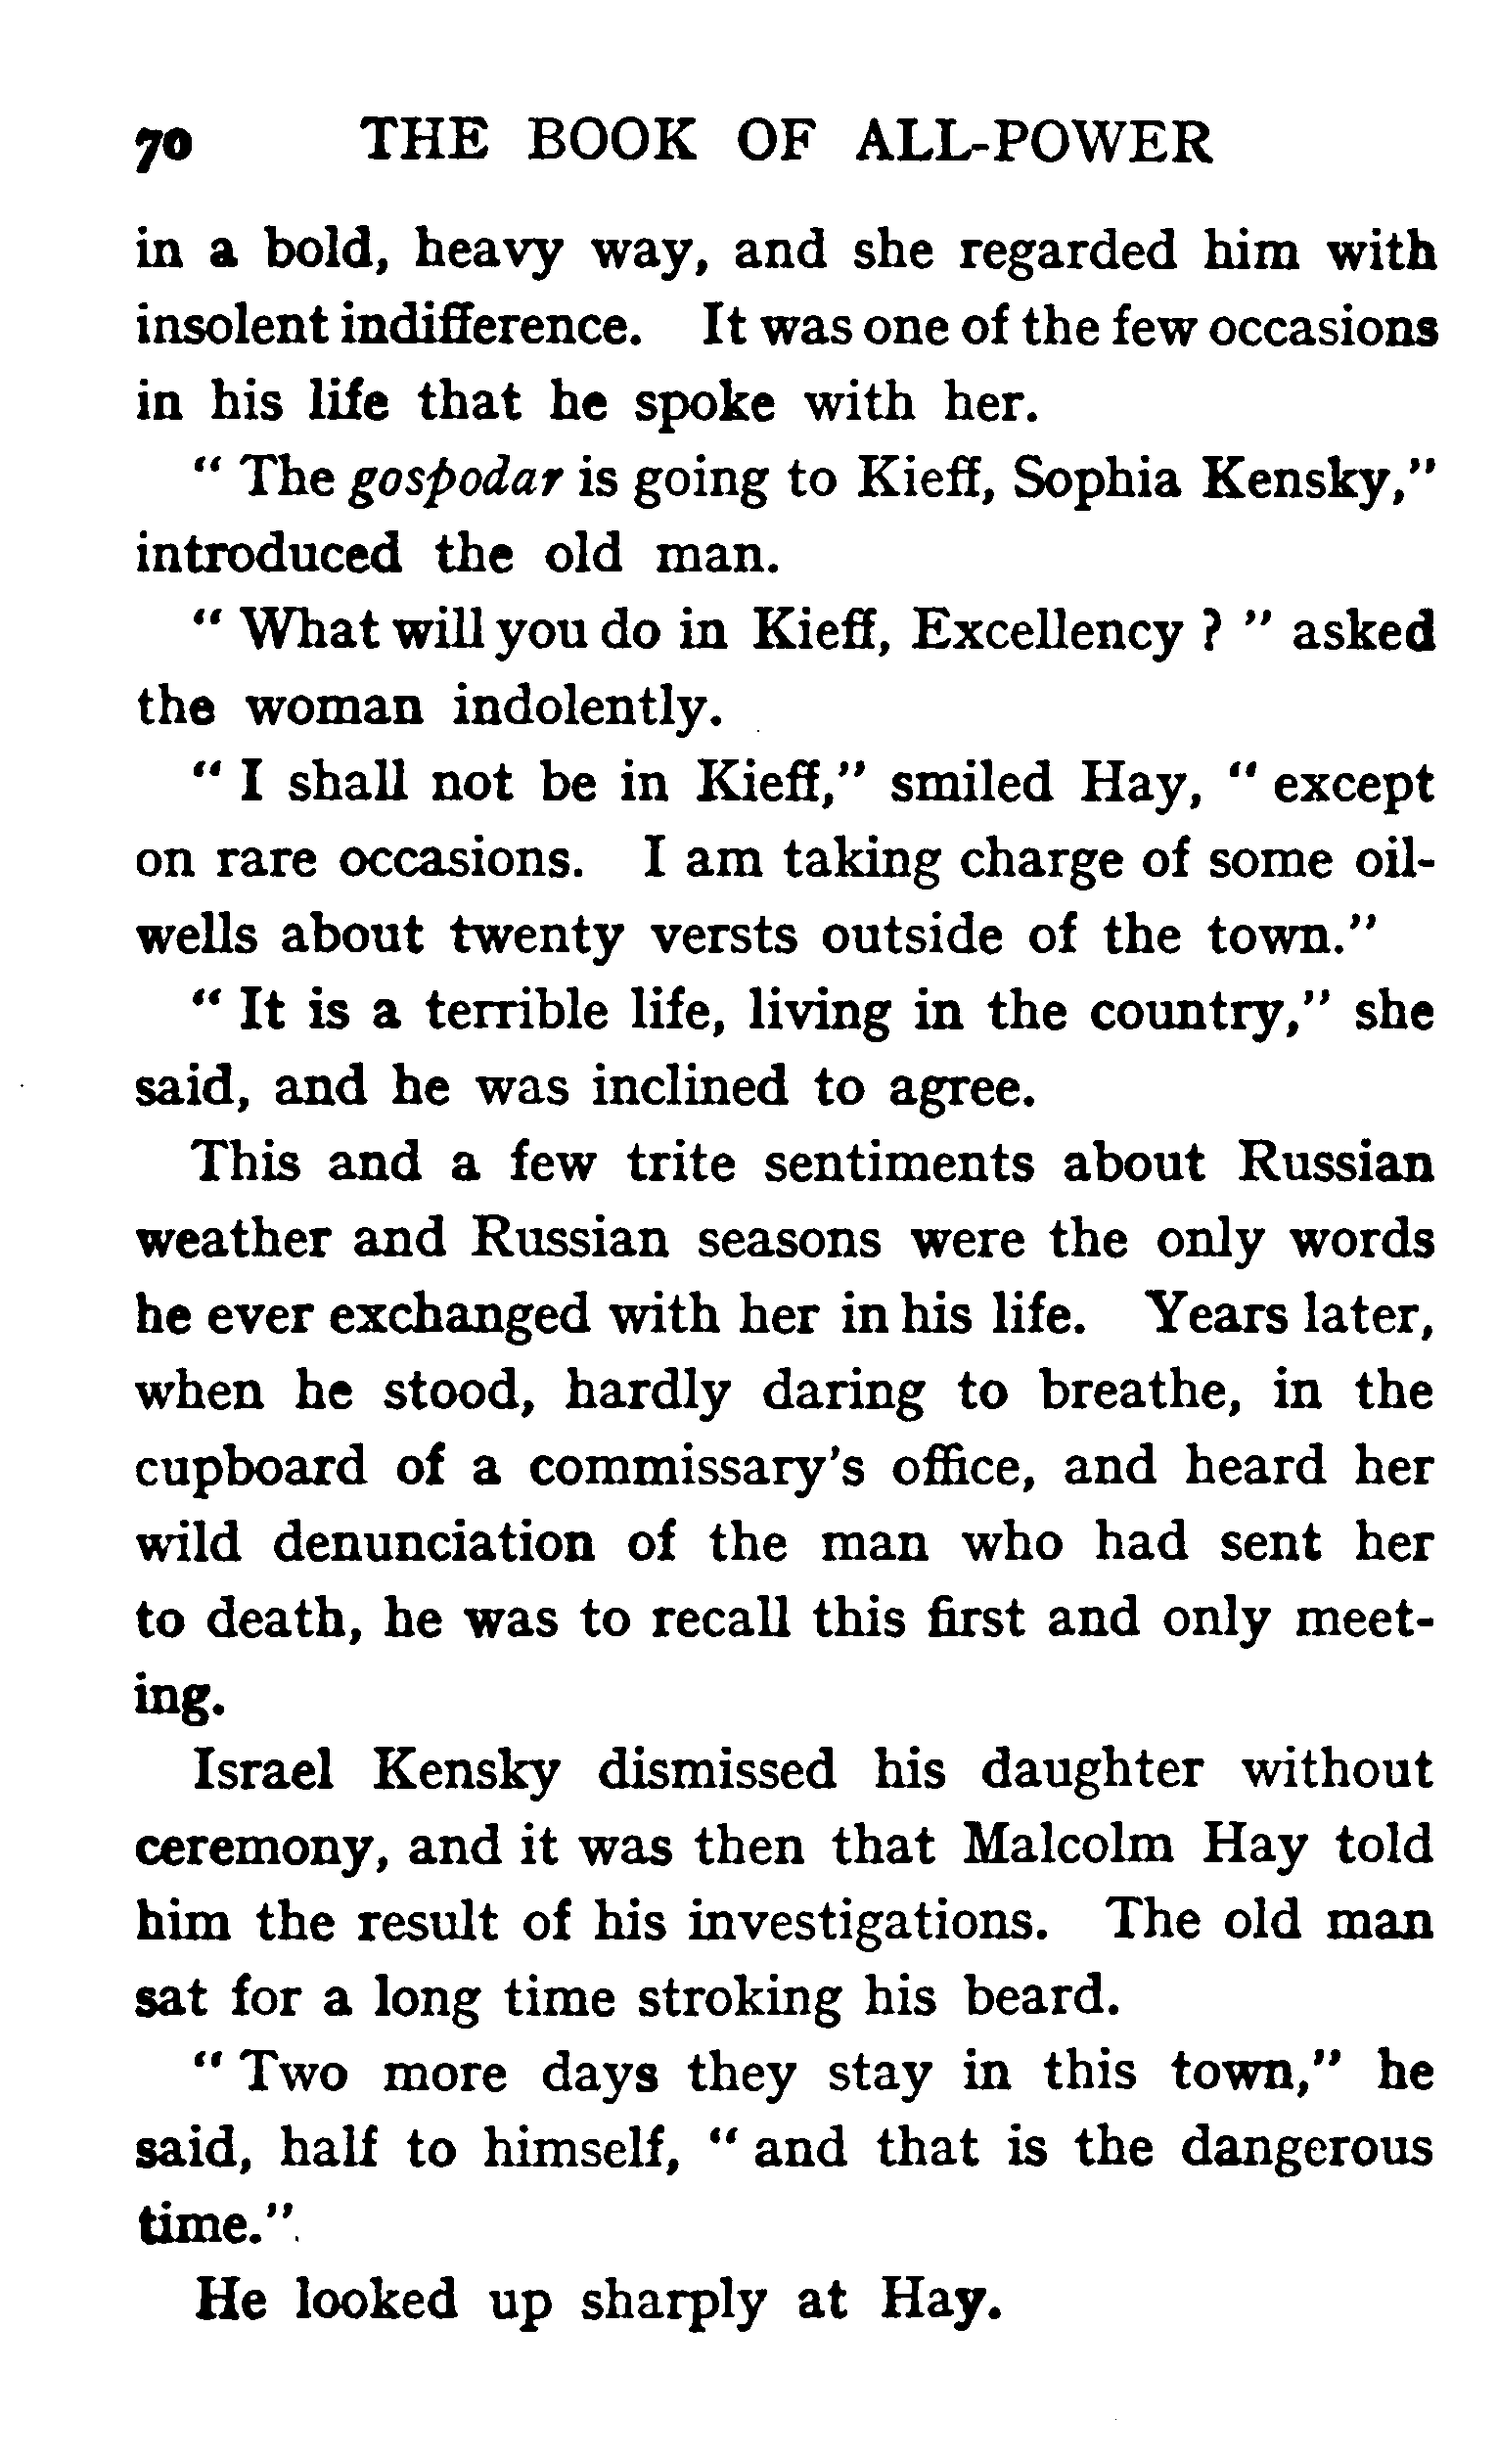 70 THE BOOK OF ALL-POWER
in a bold, heavy way, and she regarded him with
insolent indifference. It was one of the few occasions
in his life that he spoke with her.
“ The gospodar is going to Kieff, Sophia Kensky,”
introduced the old man.
“ What will you do in Kieff, Excellency ? ” asked
the woman indolently.
“ I shall not be in Kieff,” smiled Hay, “ except
on rare occasions. I am taking charge of some oil-
wells about twenty versts outside of the town.”
“ It is a terrible life, living in the country,” she
said, and he was inclined to agree.
This and a few trite sentiments about Russian
weather and Russian seasons were the only words
he ever exchanged with her in his life. Years later,
when he stood, hardly daring to breathe, in the
cupboard of a commissary's office, and heard her
wild denunciation of the man who had sent her
to death, he was to recall this first and only meet-
ing.
Israel Kensky dismissed his daughter without
ceremony, and it was then that Malcolm Hay told
him the result of his investigations. The old man
sat for a long time stroking his beard.
“ Two more days they stay in this town,” he
said, half to himself, “ and that is the dangerous
time.”
He looked up sharply at Hay.